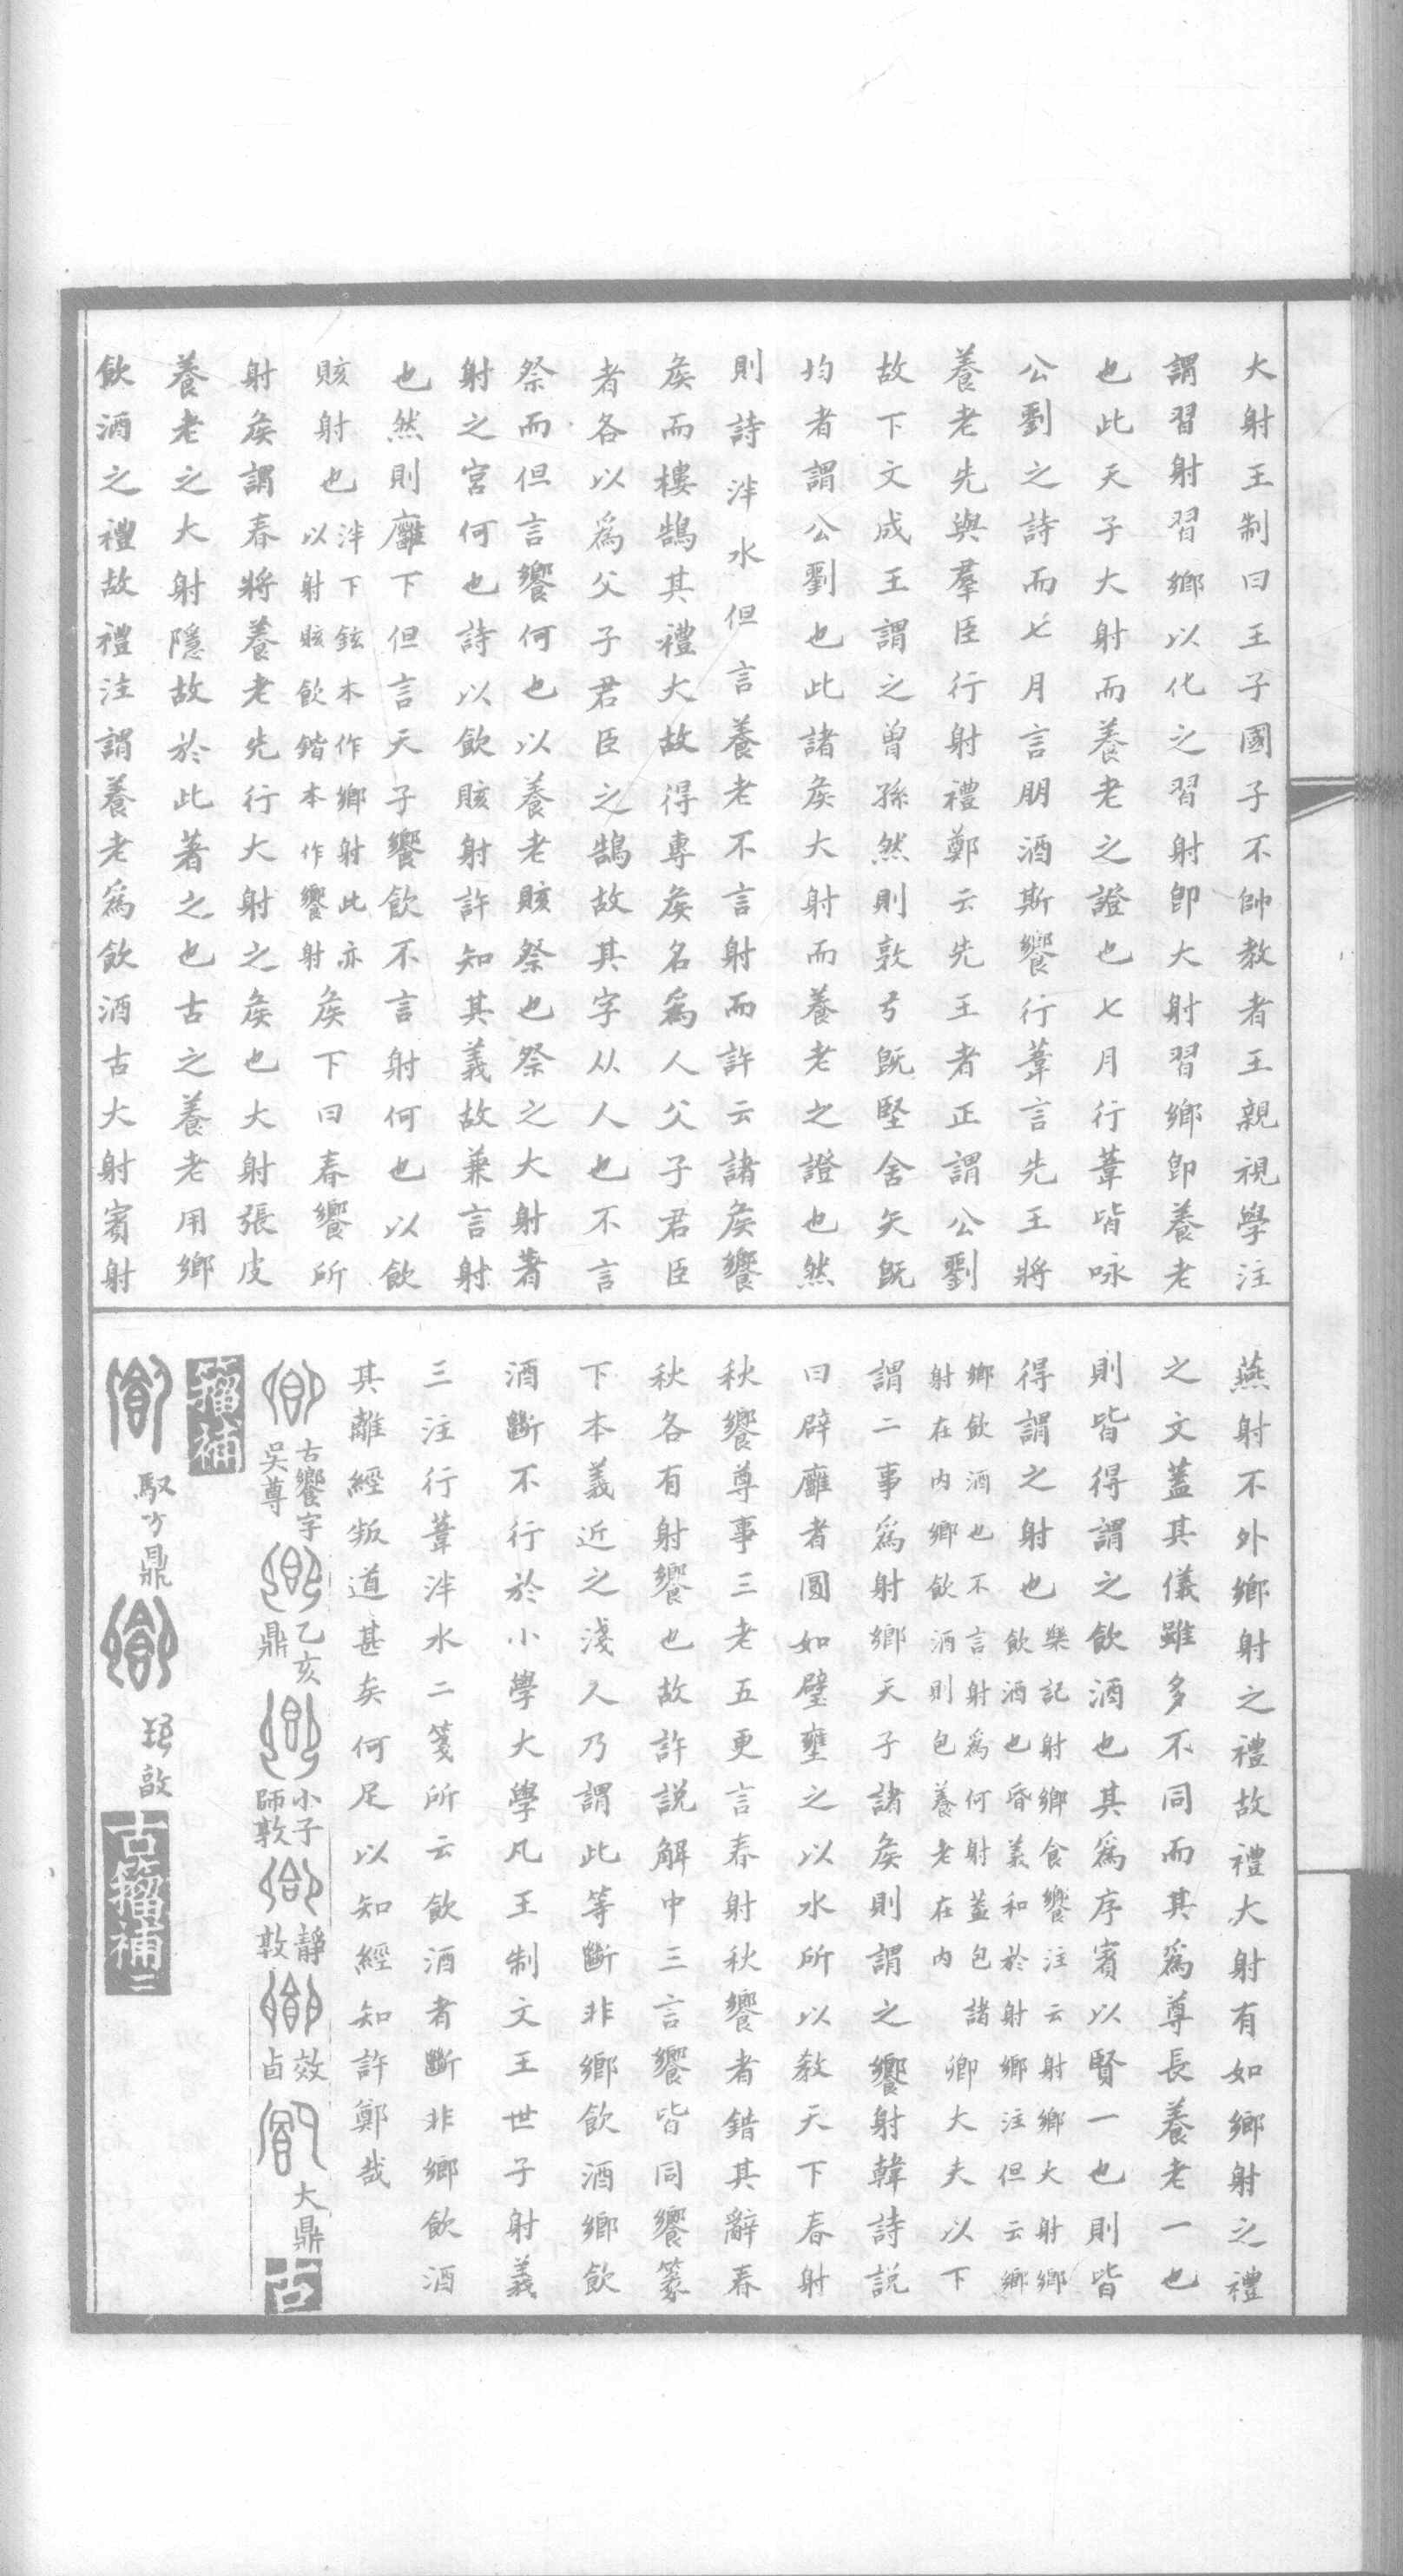 大射王制曰王子國子不帥教者王親視學注
謂習射習鄉以化之習射卽大射習鄉卽養老
也此天子大射而養老之證也七月行葦皆咏
公劉之詩而七月言朋酒斯饗行葦言先王將
養老先與羣臣行射禮鄭云先王者正謂公劉
故下文成王謂之曾孫然則敦弓旣堅舍矢旣
均者謂公劉也此諸矦大射而養老之證也然
則詩泮水但言養老不言射而許云諸矦饗
矦而棲鵠其禮大故得專矦名爲人父子君臣
者各以爲父子君臣之鵠故其字从人也不言
祭而但言饗何也以養老賅祭也祭之大射著
射之宮何也詩以飲賅射許知其義故兼言射
也然則廱下但言天子饗飲不言射何也以飲
賅射也
泮下鉉本作鄉射此亦
以射賅飲鍇本作饗射
矦下曰春饗所
射矦謂春將養老先行大射之矦也大射張皮
養老之大射隱故於此著之也古之養老用鄉
飲酒之禮故禮注謂養老爲飲酒古大射賓射
燕射不外鄉射之禮故禮大射有如鄉射之禮
之文蓋其儀雖多不同而其爲尊長養老一也
則皆得謂之飲酒也其爲序賓以賢一也則皆
得謂之射也
樂記射鄉食饗注云射鄉大射鄉
飲酒也昏義和於射鄉注但云鄉
鄉飲酒也不言射爲何射蓋包諸
射在內鄉飲酒則包養老在內
卿大夫以下
謂二事爲射鄉天子諸矦則謂之饗射韓詩說
曰辟廱者圓如璧壅之以水所以教天下春射
秋饗尊事三老五更言春射秋饗者錯其辭春
秋各有射饗也故許說解中三言饗皆同饗篆
下本義近之淺人乃謂此等斷非鄉飲酒鄉飲
酒斷不行於小學大學凡王制文王世子射義
三注行葦泮水二箋所云飲酒者斷非鄉飲酒
其離經叛道甚矣何足以知經知許鄭哉
古饗字
吳尊
乙亥
鼎
小子
師敦
靜
敦
效
卣
大鼎
古
籀補
馭方鼎
古籀補二